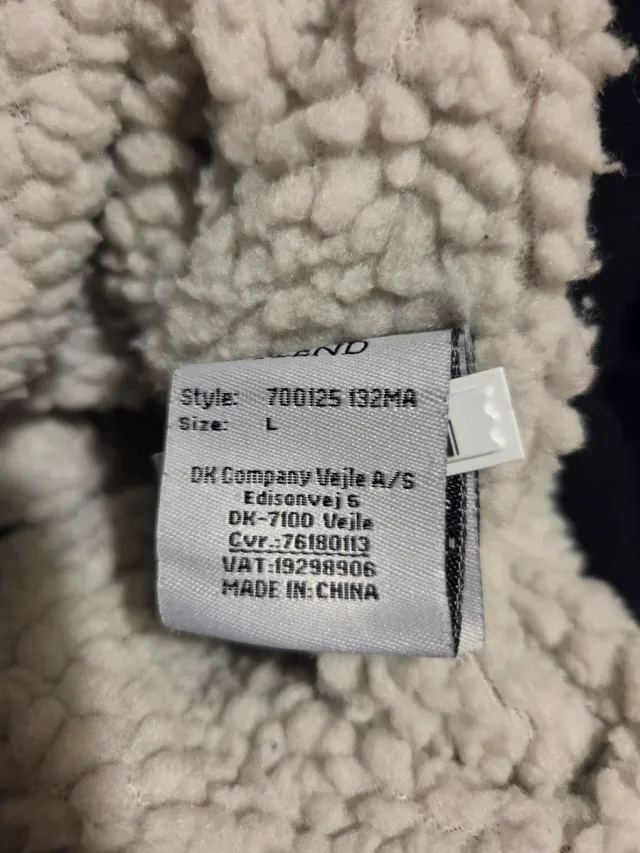 Style: 700125 132MA
Size: L
DK Company Vejle A/S
Edisonvej 5
DK-7100 Vejle
Cvr.:76180113
VAT:19298906
MADE IN:CHINA